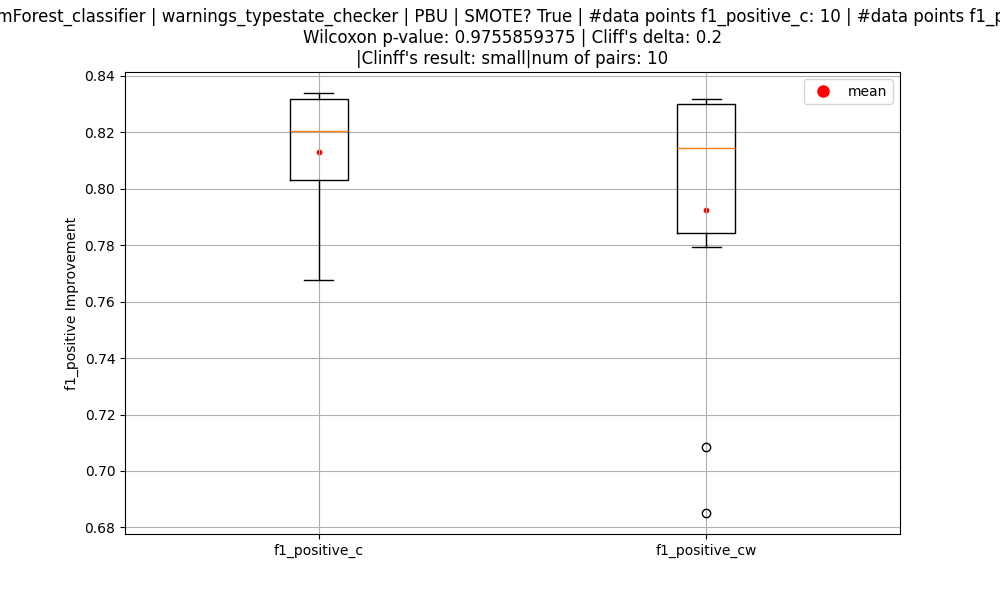 mForest_classifier | warnings_typestate_checker | PBU | SMOTE? True | #data points f1_positive_c: 10 | #data points f1_p
Wilcoxon p-value: 0.9755859375 | Cliff's delta: 0.2
|Clinff's result: small|num of pairs: 10
mean
0.84
0.82
0.80
0.78
0.76
0.74
0.72
0.70
0.68
f1_positive Improvement
f1_positive_c
f1_positive_cw